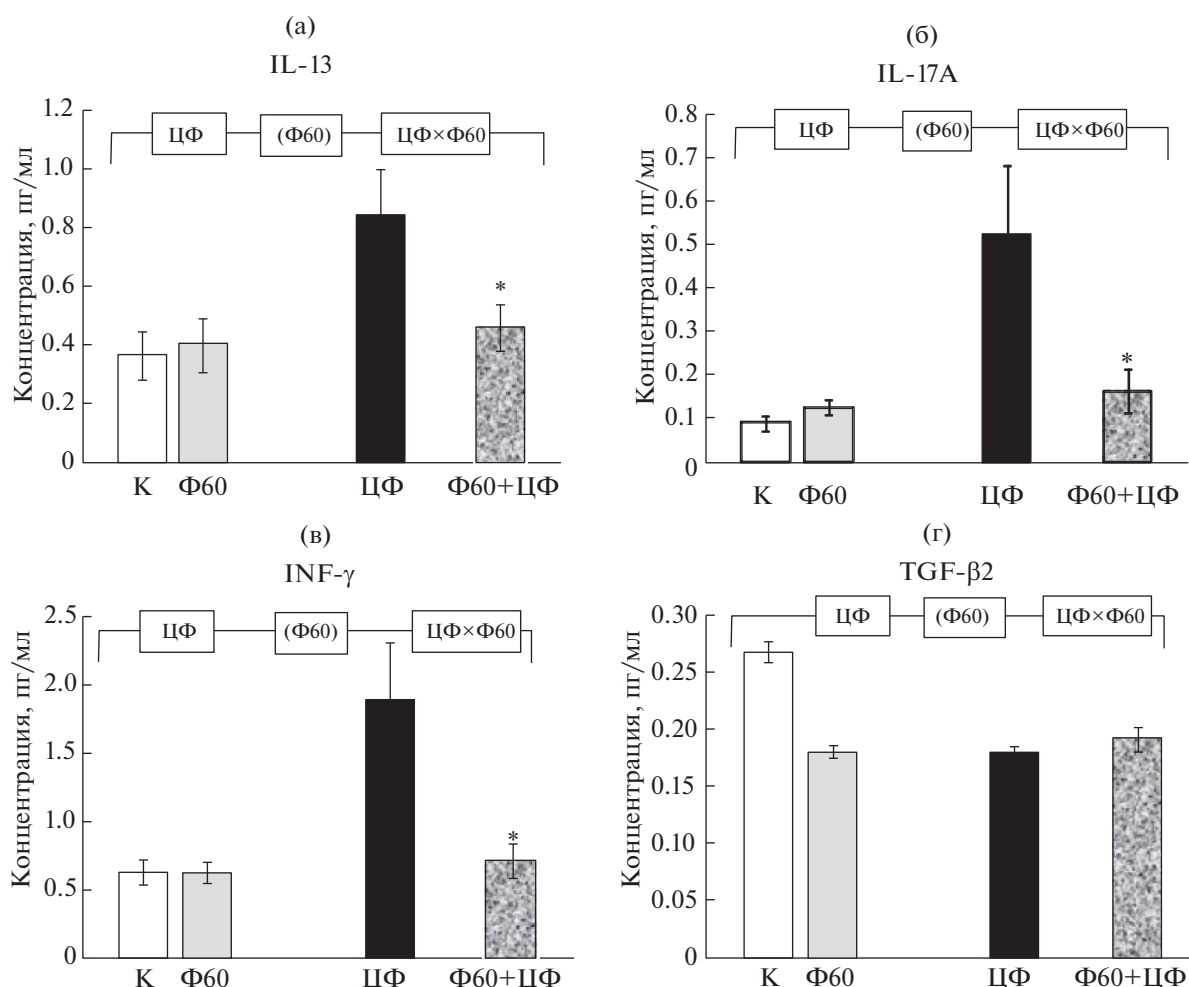 (а)
IL-13
Концентрация, пг/мл
1.2
1.0
0.8
0.6
0.4
0.2
0
ЦФ (Ф60) ЦФ×Ф60
*
К Ф60 ЦФ Ф60+ЦФ
(б)
IL-17A
Концентрация, пг/мл
0.8
0.7
0.6
0.5
0.4
0.3
0.2
0.1
0
ЦФ (Ф60) ЦФ×Ф60
*
К Ф60 ЦФ Ф60+ЦФ
(в)
INF-γ
Концентрация, пг/мл
2.5
2.0
1.5
1.0
0.5
0
ЦФ (Ф60) ЦФ×Ф60
*
К Ф60 ЦФ Ф60+ЦФ
(г)
TGF-β2
Концентрация, пг/мл
0.30
0.25
0.20
0.15
0.10
0.05
0
ЦФ (Ф60) ЦФ×Ф60
К Ф60 ЦФ Ф60+ЦФ